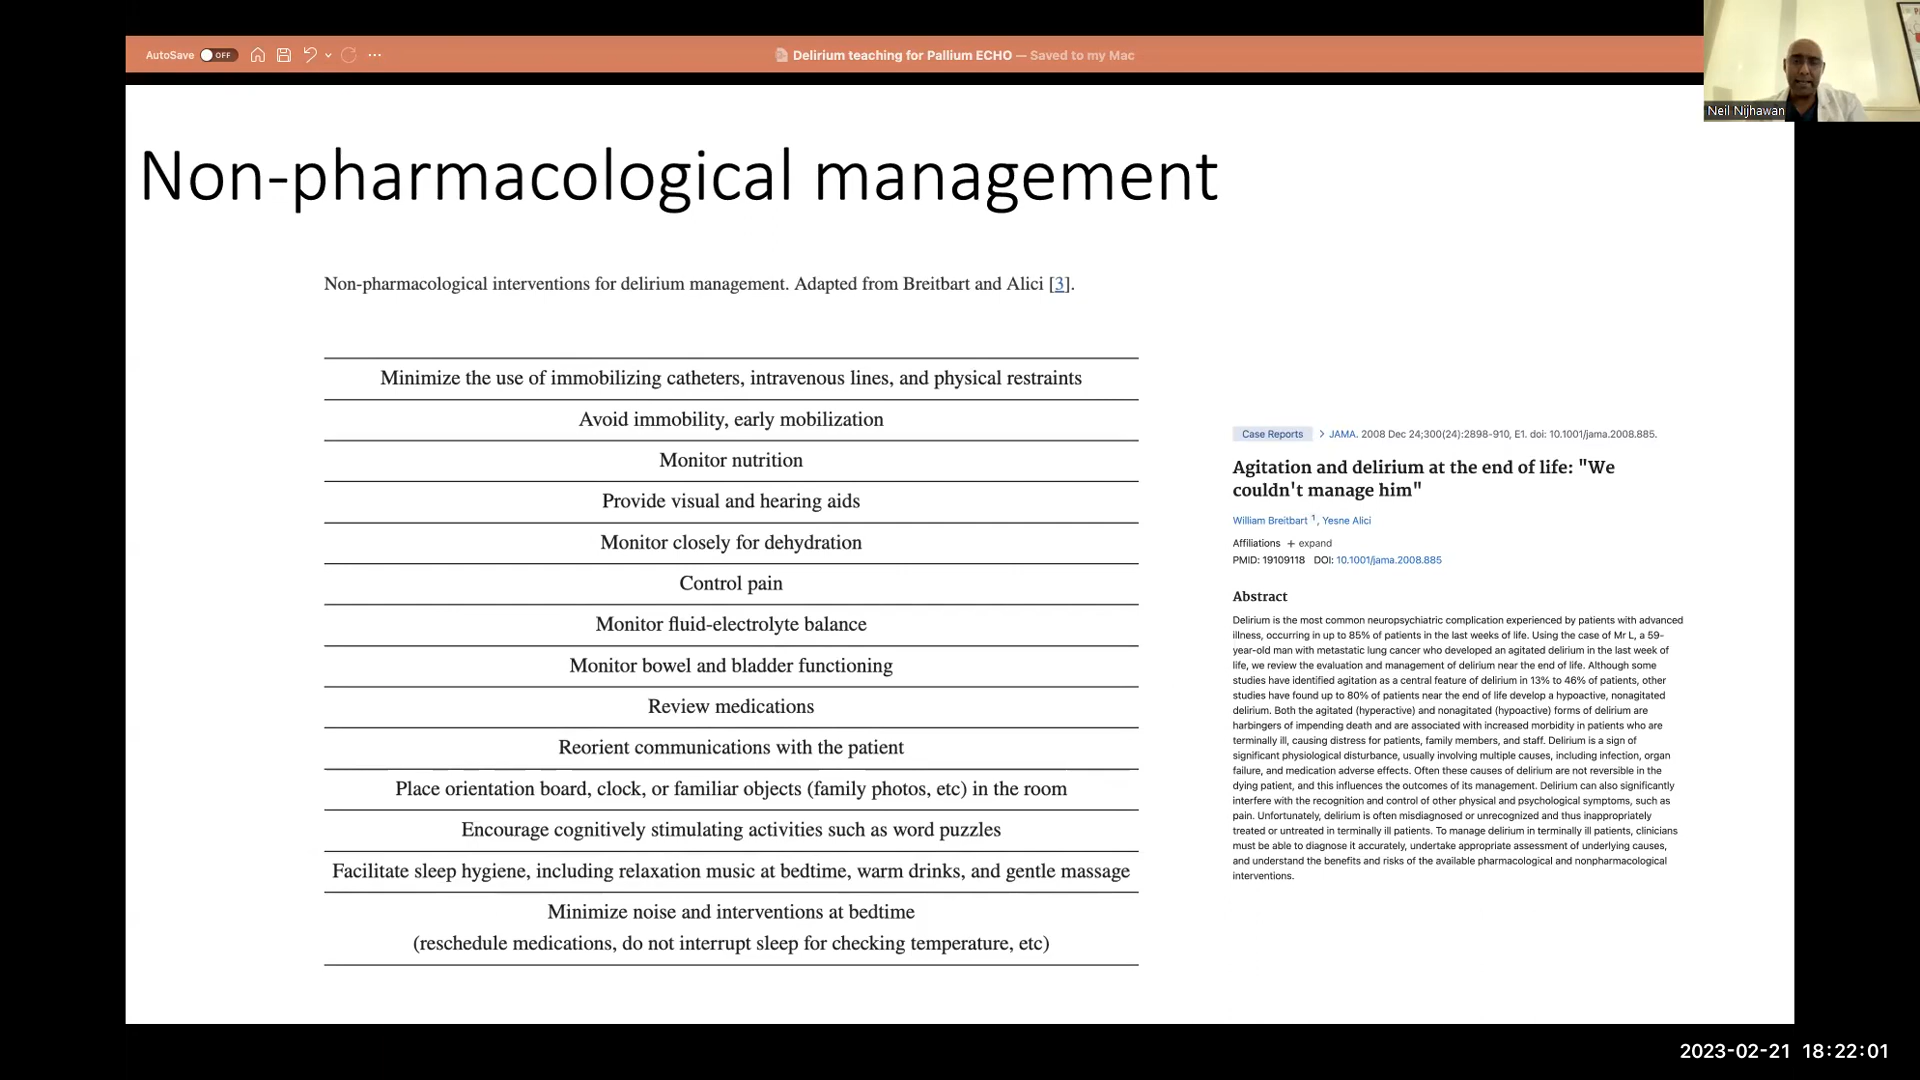 AutoSave OFF
Delirium teaching for Pallium ECHO — Saved to my Mac
Neil Nijhawan
Non-pharmacological management
Non-pharmacological interventions for delirium management. Adapted from Breitbart and Alici [3].
Minimize the use of immobilizing catheters, intravenous lines, and physical restraints
Avoid immobility, early mobilization
Monitor nutrition
Provide visual and hearing aids
Monitor closely for dehydration
Control pain
Monitor fluid-electrolyte balance
Monitor bowel and bladder functioning
Review medications
Reorient communications with the patient
Place orientation board, clock, or familiar objects (family photos, etc) in the room
Encourage cognitively stimulating activities such as word puzzles
Facilitate sleep hygiene, including relaxation music at bedtime, warm drinks, and gentle massage
Minimize noise and interventions at bedtime
(reschedule medications, do not interrupt sleep for checking temperature, etc)
Case Reports > JAMA. 2008 Dec 24;300(24):2898-910, E1. doi: 10.1001/jama.2008.885.
Agitation and delirium at the end of life: "We
couldn't manage him"
William Breitbart 1, Yesne Alici
Affiliations + expand
PMID: 19109118 DOI: 10.1001/jama.2008.885
Abstract
Delirium is the most common neuropsychiatric complication experienced by patients with advanced
illness, occurring in up to 85% of patients in the last weeks of life. Using the case of Mr L, a 59-
year-old man with metastatic lung cancer who developed an agitated delirium in the last week of
life, we review the evaluation and management of delirium near the end of life. Although some
studies have identified agitation as a central feature of delirium in 13% to 46% of patients, other
studies have found up to 80% of patients near the end of life develop a hypoactive, nonagitated
delirium. Both the agitated (hyperactive) and nonagitated (hypoactive) forms of delirium are
harbingers of impending death and are associated with increased morbidity in patients who are
terminally ill, causing distress for patients, family members, and staff. Delirium is a sign of
significant physiological disturbance, usually involving multiple causes, including infection, organ
failure, and medication adverse effects. Often these causes of delirium are not reversible in the
dying patient, and this influences the outcomes of its management. Delirium can also significantly
interfere with the recognition and control of other physical and psychological symptoms, such as
pain. Unfortunately, delirium is often misdiagnosed or unrecognized and thus inappropriately
treated or untreated in terminally ill patients. To manage delirium in terminally ill patients, clinicians
must be able to diagnose it accurately, undertake appropriate assessment of underlying causes,
and understand the benefits and risks of the available pharmacological and nonpharmacological
interventions.
2023-02-21 18:22:01